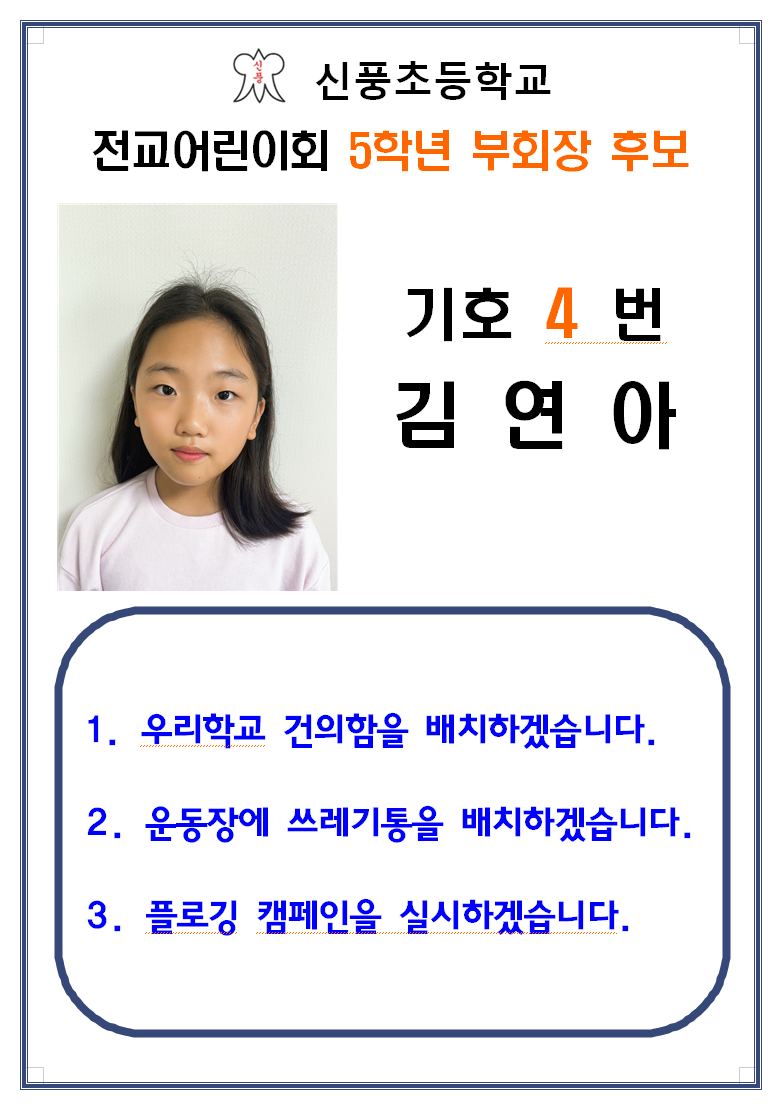 신풍
신풍초등학교
전교어린이회 5학년 부회장 후보
기호 4 번
김 연 아
1. 우리학교 건의함을 배치하겠습니다.
2. 운동장에 쓰레기통을 배치하겠습니다.
3. 플로깅 캠페인을 실시하겠습니다.